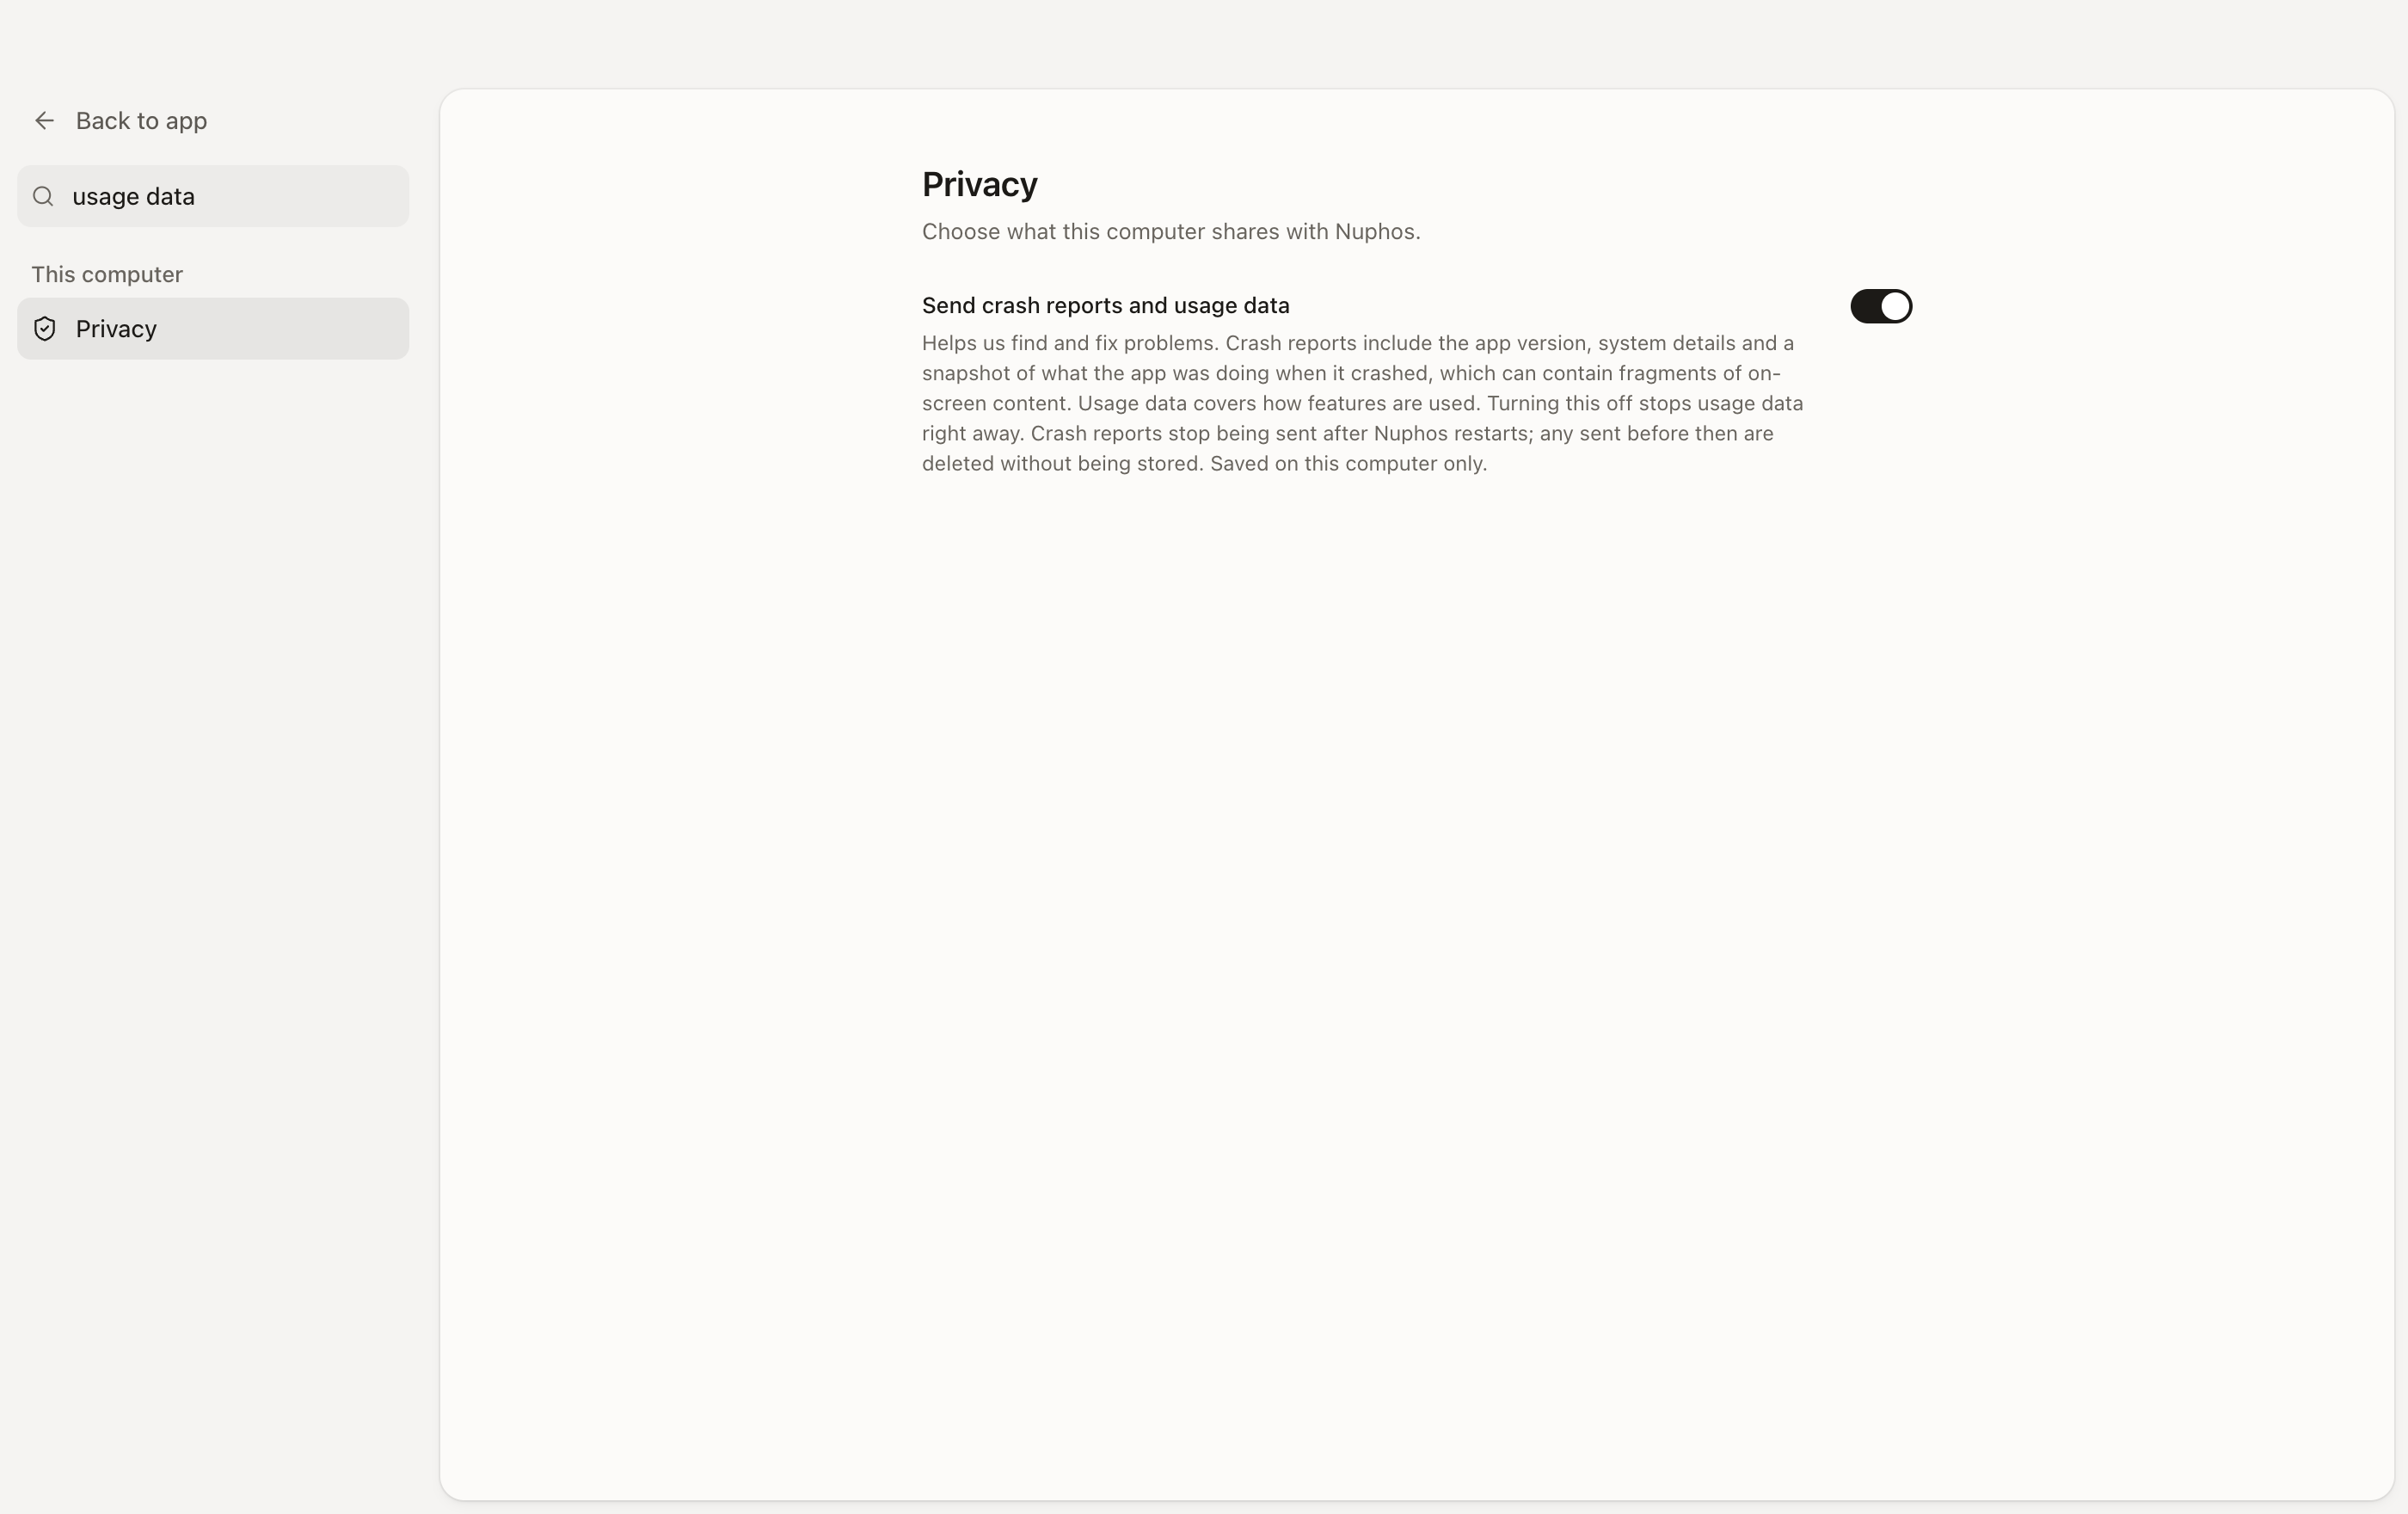 Back to app
usage data
This computer
Privacy
Privacy
Choose what this computer shares with Nuphos.
Send crash reports and usage data
Helps us find and fix problems. Crash reports include the app version, system details and a
snapshot of what the app was doing when it crashed, which can contain fragments of on-
screen content. Usage data covers how features are used. Turning this off stops usage data
right away. Crash reports stop being sent after Nuphos restarts; any sent before then are
deleted without being stored. Saved on this computer only.